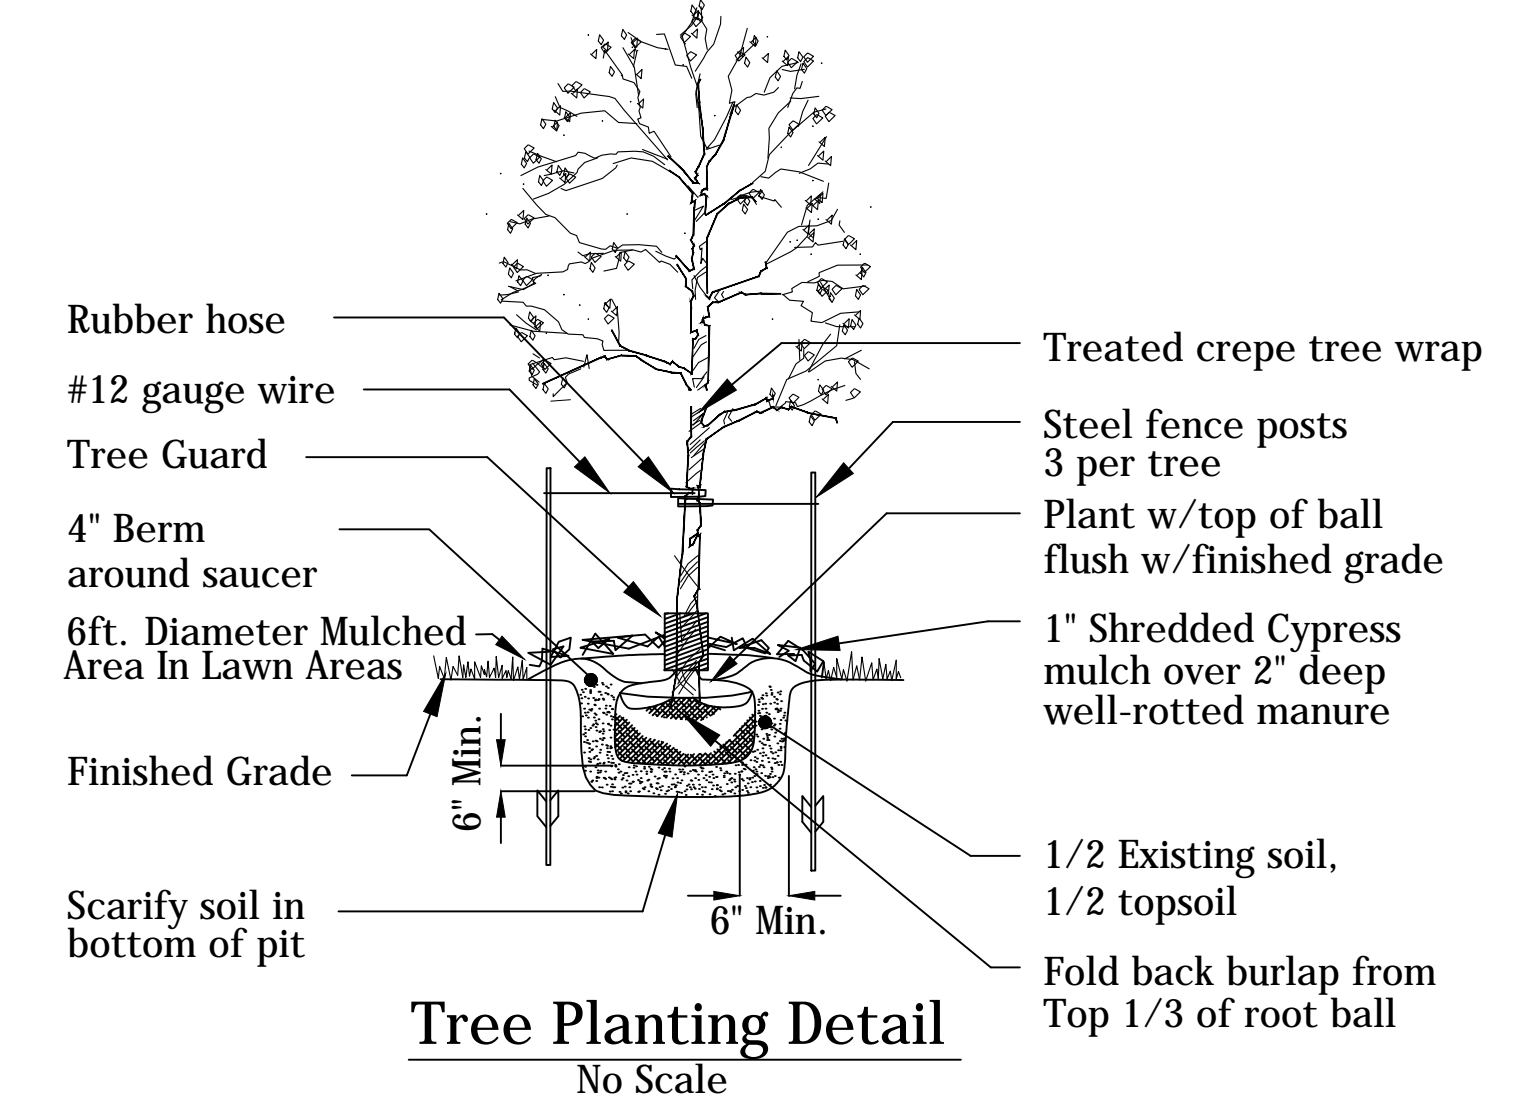 Rubber hose
#12 gauge wire
Tree Guard
4" Berm
around saucer
6ft. Diameter Mulched
Area In Lawn Areas
Finished Grade
Scarify soil in
bottom of pit
6" Min.
6" Min.
Treated crepe tree wrap
Steel fence posts
3 per tree
Plant w/top of ball
flush w/finished grade
1" Shredded Cypress
mulch over 2" deep
well-rotted manure
1/2 Existing soil,
1/2 topsoil
Fold back burlap from
Top 1/3 of root ball
Tree Planting Detail
No Scale